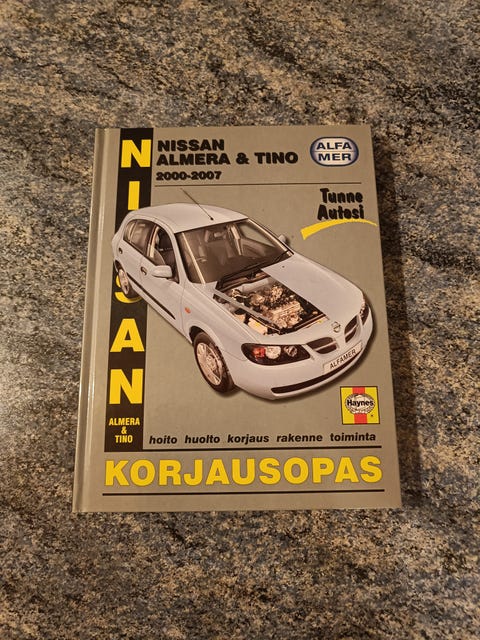 NISSAN
ALMERA & TINO
2000-2007
ALFA
MER
Tunne
Autosi
NISSAN
ALMERA
&
TINO
ALFAMER
Haynes
hoito huolto korjaus rakenne toiminta
KORJAUSOPAS